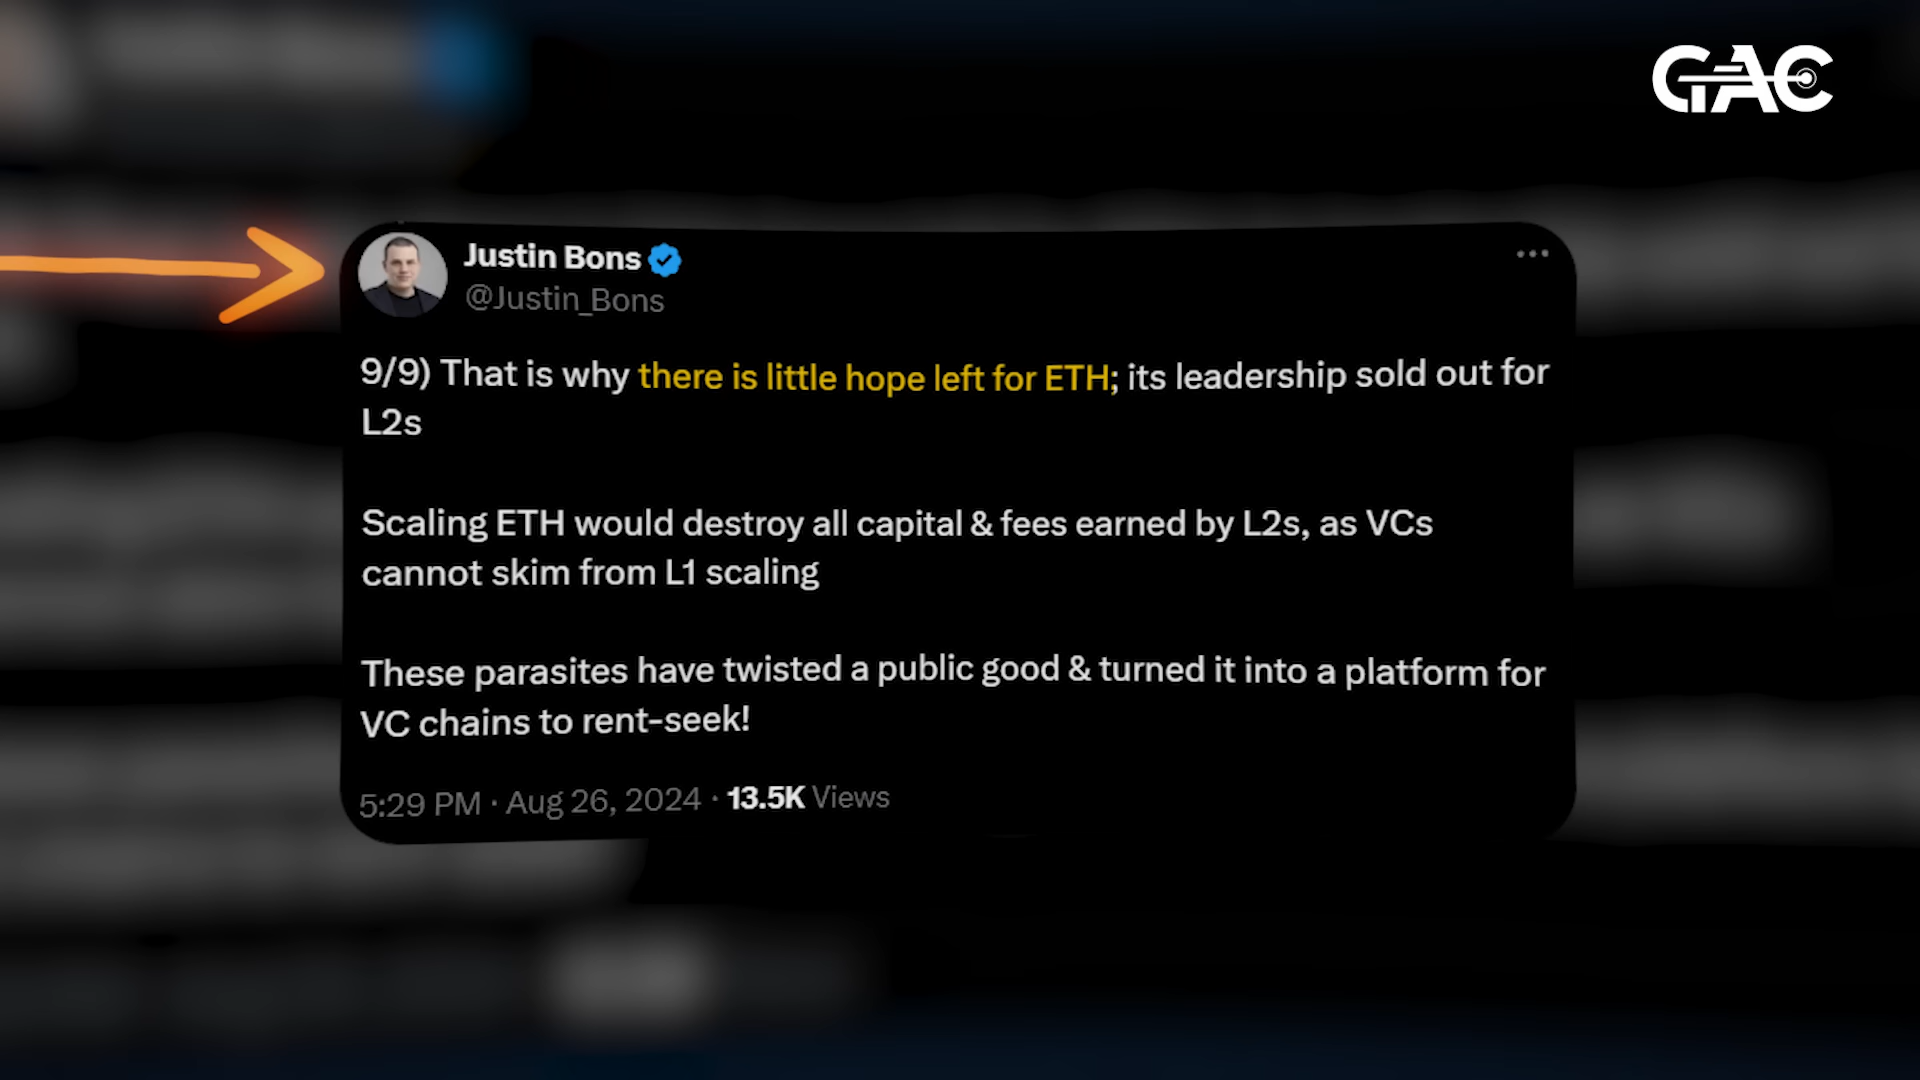 GAC
Justin Bons
@Justin_Bons
9/9) That is why there is little hope left for ETH; its leadership sold out for
L2s
Scaling ETH would destroy all capital & fees earned by L2s, as VCs
cannot skim from L1 scaling
These parasites have twisted a public good & turned it into a platform for
VC chains to rent-seek!
5:29 PM · Aug 26, 2024 · 13.5K Views